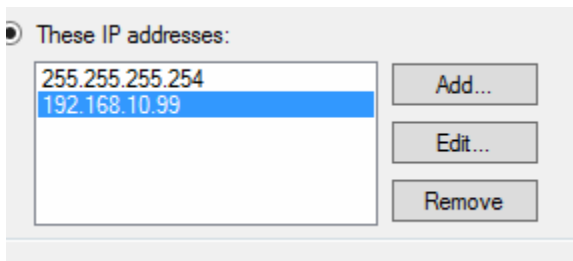 These IP addresses:
255.255.255.254
192.168.10.99
Add...
Edit...
Remove